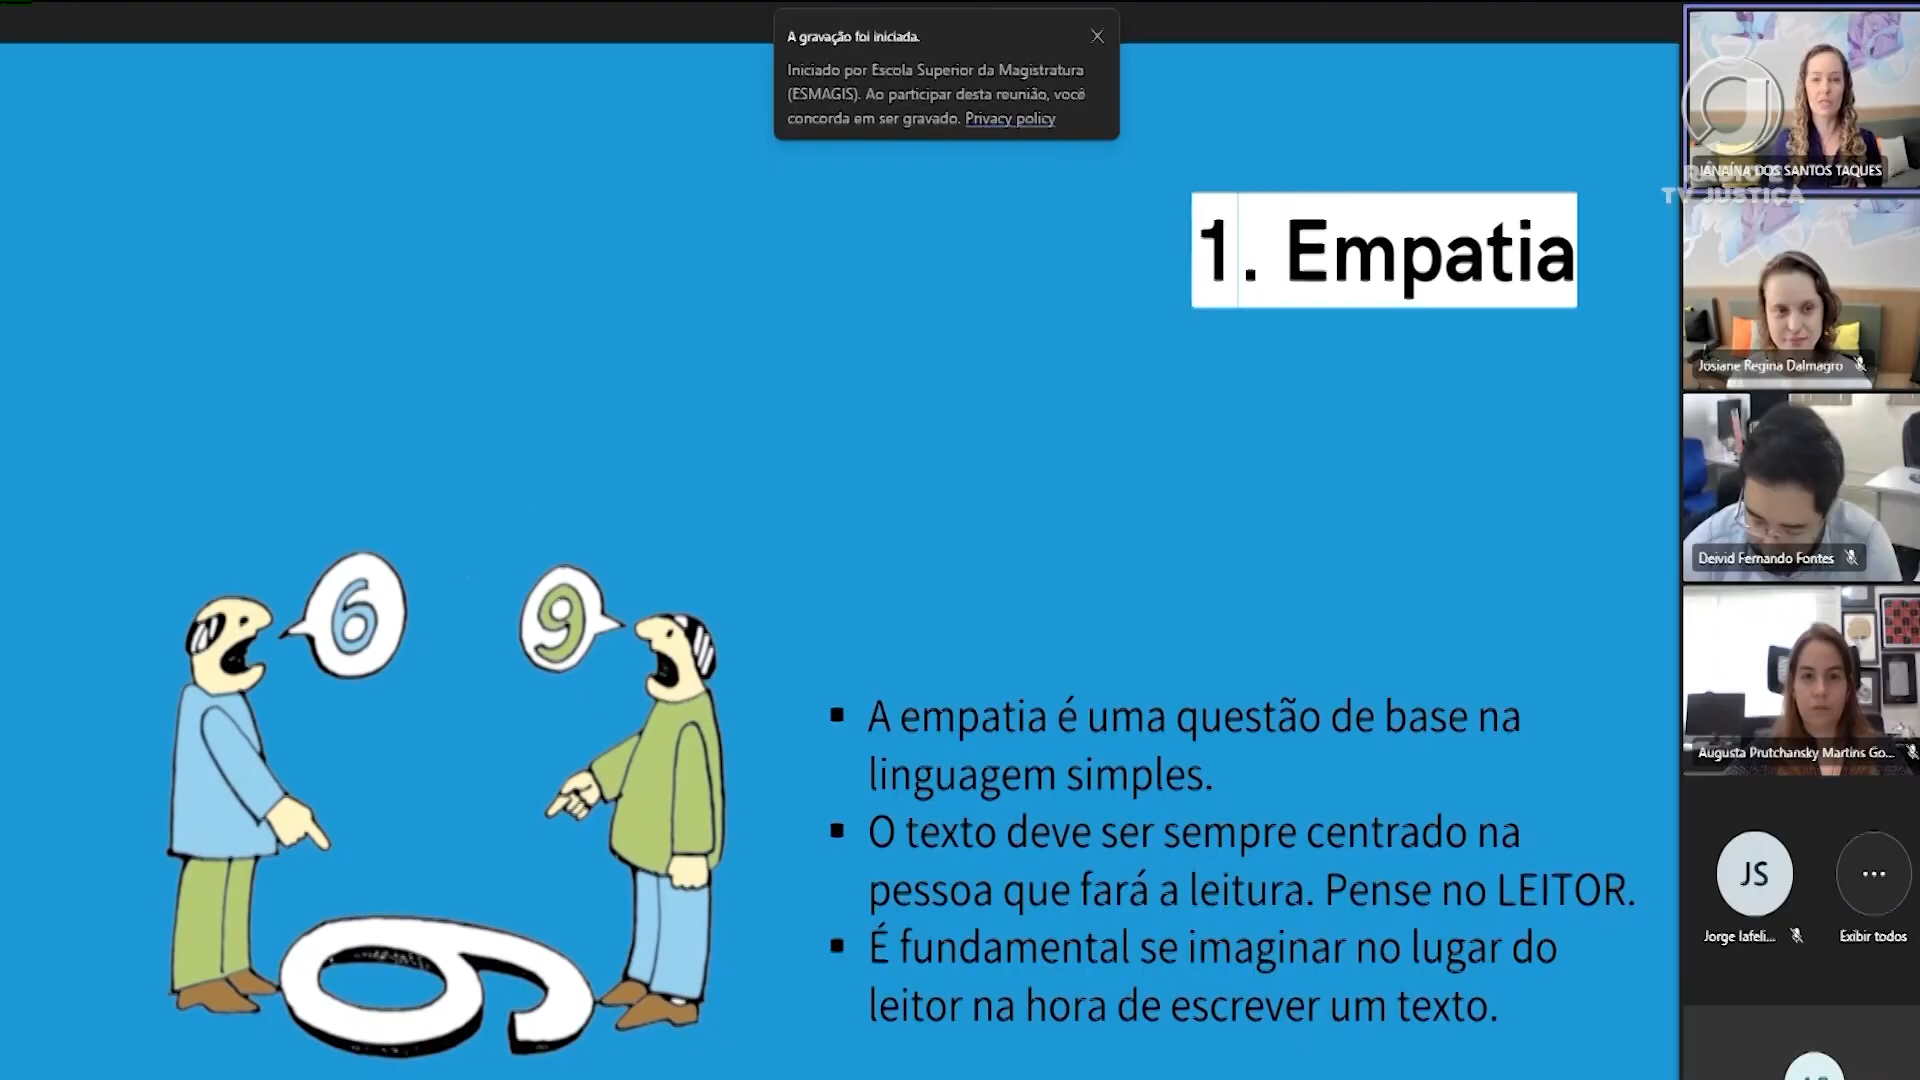 A gravação foi iniciada.
Iniciado por Escola Superior da Magistratura
(ESMAGIS). Ao participar desta reunião, você
concorda em ser gravado. Privacy policy
1. Empatia
6
9
▪ A empatia é uma questão de base na
linguagem simples.
▪ O texto deve ser sempre centrado na
pessoa que fará a leitura. Pense no LEITOR.
▪ É fundamental se imaginar no lugar do
leitor na hora de escrever um texto.
JANAÍNA DOS SANTOS TAQUES
TV JUSTIÇA
Josiane Regina Dalmagro
Deivid Fernando Fontes
Augusta Prutchansky Martins Go...
JS
Jorge Iafeli...
...
Exibir todos